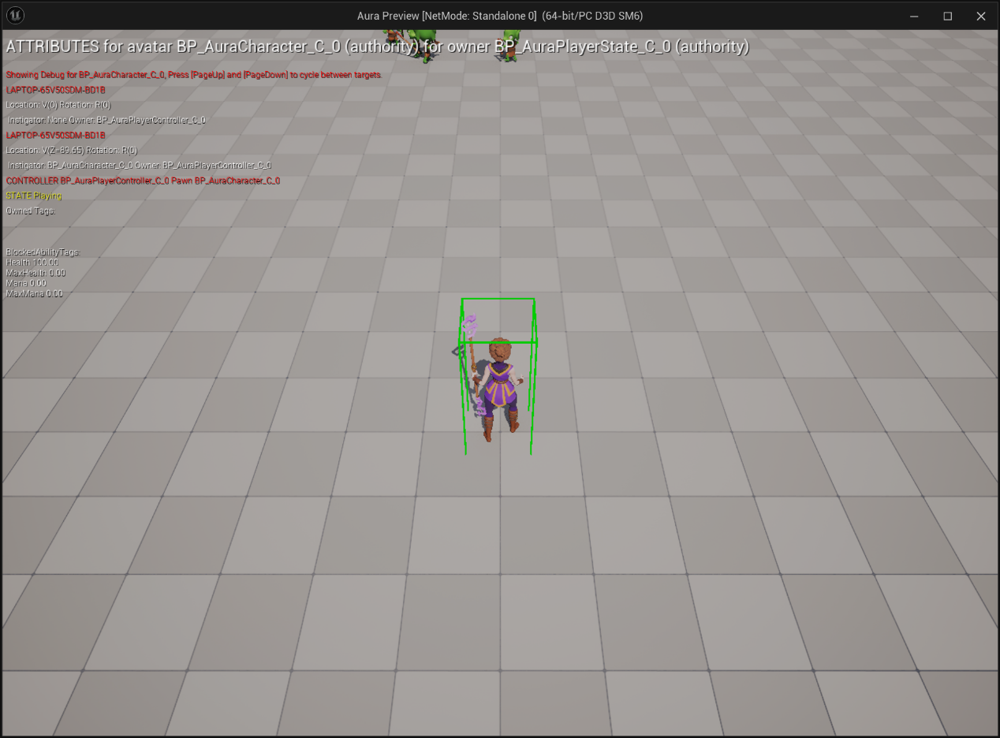 Aura Preview [NetMode: Standalone 0] (64-bit/PC D3D SM6)
ATTRIBUTES for avatar BP_AuraCharacter_C_0 (authority) for owner BP_AuraPlayerState_C_0 (authority)
Showing Debug for BP_AuraCharacter_C_0, Press [PageUp] and [PageDown] to cycle between targets.
LAPTOP-65V50SDM-BD1B
Location: V(0) Rotation: R(0)
Instigator: None Owner: BP_AuraPlayerController_C_0
LAPTOP-65V50SDM-BD1B
Location: V(Z=89.65) Rotation: R(0)
Instigator: BP_AuraCharacter_C_0 Owner: BP_AuraPlayerController_C_0
CONTROLLER BP_AuraPlayerController_C_0 Pawn BP_AuraCharacter_C_0
STATE Playing
Owned Tags:
BlockedAbilityTags:
Health 100.00
MaxHealth 0.00
Mana 0.00
MaxMana 0.00